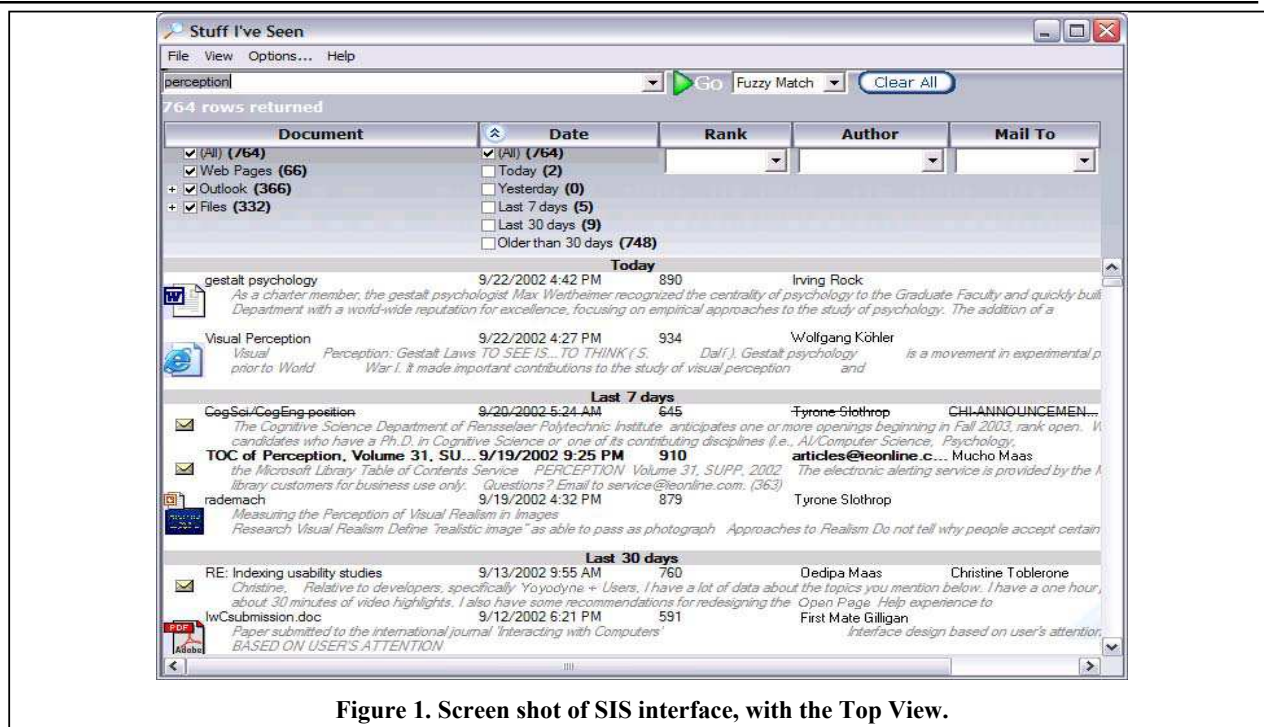 Stuff I've Seen
File View Options... Help
perception Go Fuzzy Match Clear All
764 rows returned
Document Date Rank Author Mail To
(All) (764) (All) (764)
Web Pages (66) Today (2)
+ Outlook (366) Yesterday (0)
+ Files (332) Last 7 days (5)
Last 30 days (9)
Older than 30 days (748)
Today
gestalt psychology 9/22/2002 4:42 PM 890 Irving Rock
As a charter member, the gestalt psychologist Max Wertheimer recognized the centrality of psychology to the Graduate Faculty and quickly buil
Department with a world-wide reputation for excellence, focusing on empirical approaches to the study of psychology. The addition of a
Visual Perception 9/22/2002 4:27 PM 934 Wolfgang Köhler
Visual Perception: Gestalt Laws TO SEE IS...TO THINK ( S. Dalí ). Gestalt psychology is a movement in experimental p
prior to World War I. It made important contributions to the study of visual perception and
Last 7 days
CogSci/CogEng position 9/20/2002 5:24 AM 645 Tyrone Slothrop CHI-ANNOUNCEMEN...
The Cognitive Science Department of Rensselaer Polytechnic Institute anticipates one or more openings beginning in Fall 2003, rank open. W
candidates who have a Ph.D. in Cognitive Science or one of its contributing disciplines (i.e., AI/Computer Science, Psychology,
TOC of Perception, Volume 31, SU... 9/19/2002 9:25 PM 910 articles@ieonline.c... Mucho Maas
the Microsoft Library Table of Contents Service PERCEPTION Volume 31, SUPP, 2002 The electronic alerting service is provided by the M
library customers for business use only. Questions? Email to service@ieonline.com, (363)
rademach 9/19/2002 4:32 PM 879 Tyrone Slothrop
Measuring the Perception of Visual Realism in Images
Research Visual Realism Define "realistic image" as able to pass as photograph Approaches to Realism Do not tell why people accept certain
Last 30 days
RE: Indexing usability studies 9/13/2002 9:55 AM 760 Oedipa Maas Christine Toblerone
Christine, Relative to developers, specifically Yoyodyne + Users, I have a lot of data about the topics you mention below. I have a one hour
about 30 minutes of video highlights. I also have some recommendations for redesigning the Open Page Help experience to
IwCsubmission.doc 9/12/2002 6:21 PM 591 First Mate Gilligan
Paper submitted to the international journal 'Interacting with Computers' Interface design based on user's attention
BASED ON USER'S ATTENTION
PDF
Adobe
Figure 1. Screen shot of SIS interface, with the Top View.